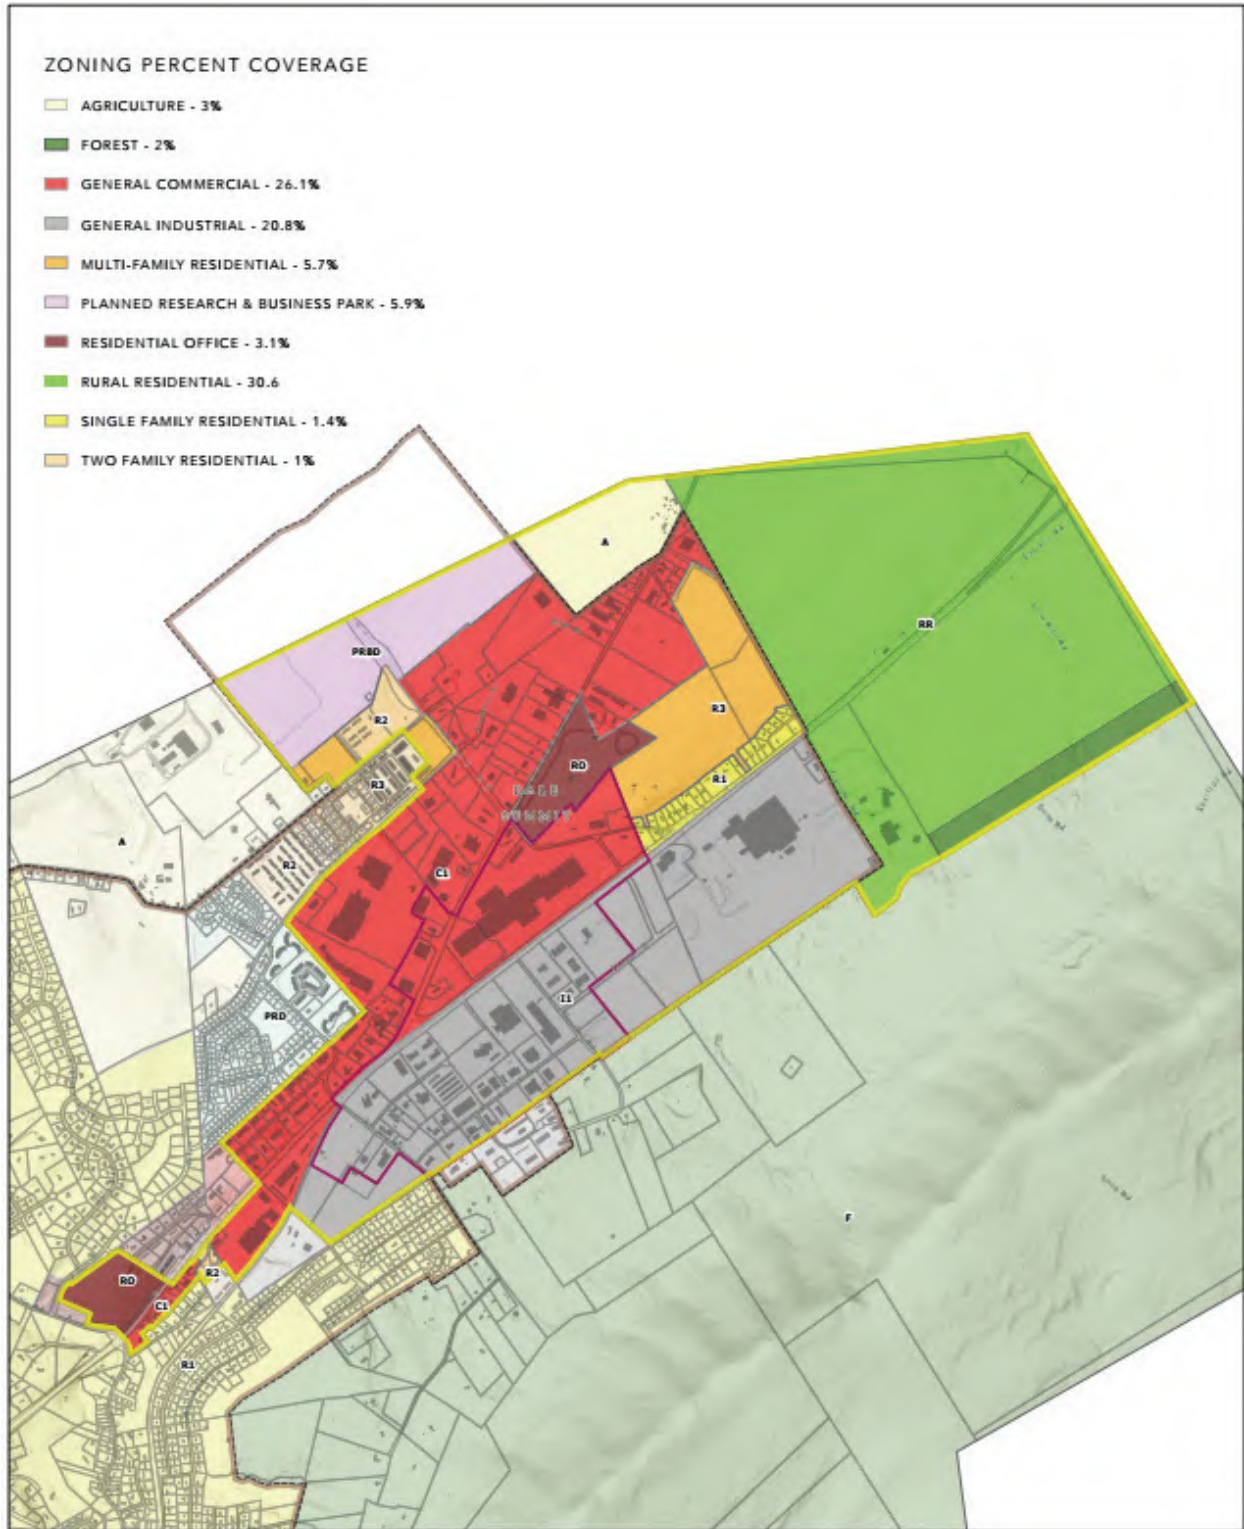 ZONING PERCENT COVERAGE
AGRICULTURE - 3%
FOREST - 2%
GENERAL COMMERCIAL - 26.1%
GENERAL INDUSTRIAL - 20.8%
MULTI-FAMILY RESIDENTIAL - 5.7%
PLANNED RESEARCH & BUSINESS PARK - 5.9%
RESIDENTIAL OFFICE - 3.1%
RURAL RESIDENTIAL - 30.6
SINGLE FAMILY RESIDENTIAL - 1.4%
TWO FAMILY RESIDENTIAL - 1%
A
RR
PRBD
R3
R2
RO
R1
R3
DALE
SUMMIT
A
R2
C1
I1
PRD
F
RO
R2
C1
R1